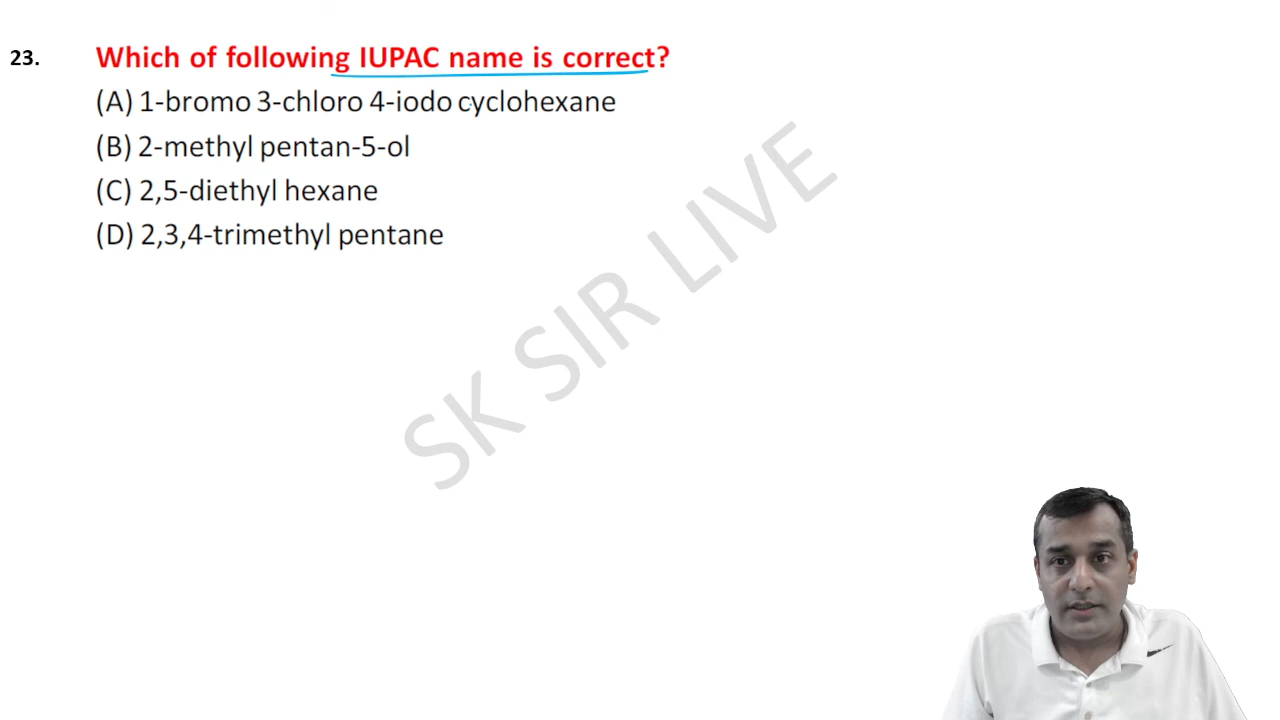 23. Which of following IUPAC name is correct?
(A) 1-bromo 3-chloro 4-iodo cyclohexane
(B) 2-methyl pentan-5-ol
(C) 2,5-diethyl hexane
(D) 2,3,4-trimethyl pentane
SK SIR LIVE